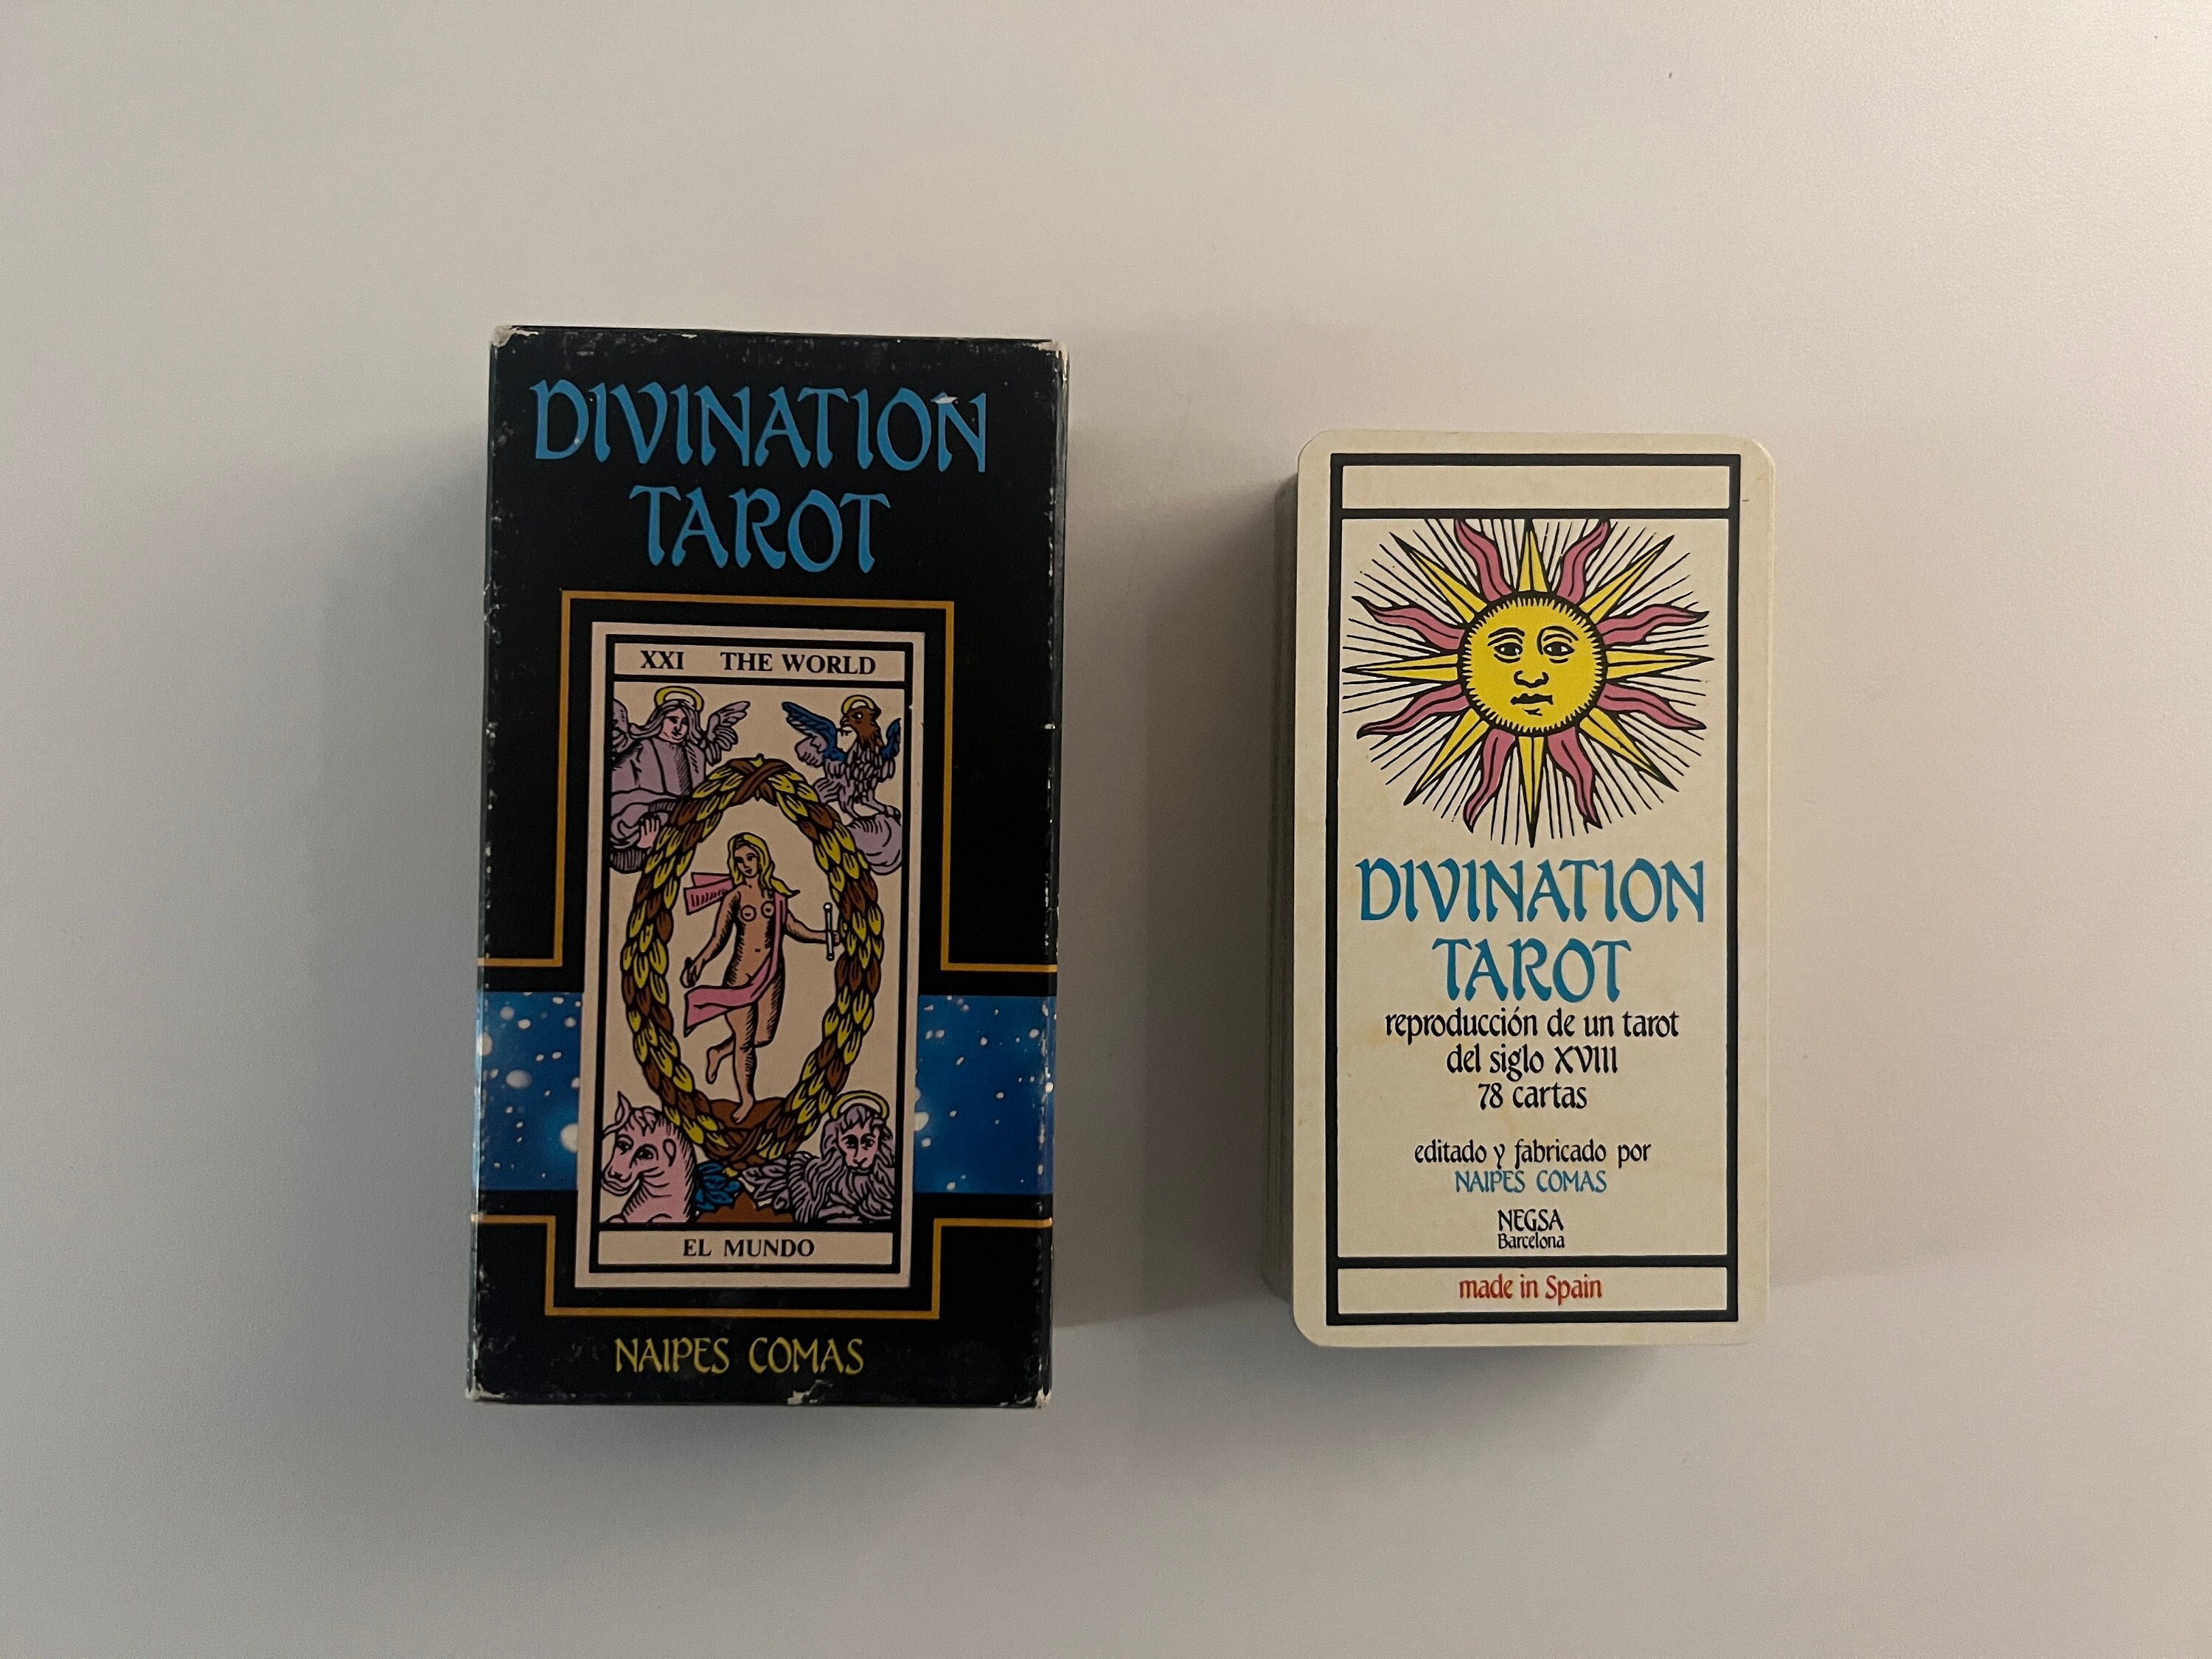 DIVINATION
TAROT
XXI THE WORLD
EL MUNDO
NAIPES COMAS
DIVINATION
TAROT
reproducción de un tarot
del siglo XVIII
78 cartas
editado y fabricado por
NAIPES COMAS
NEGSA
Barcelona
made in Spain